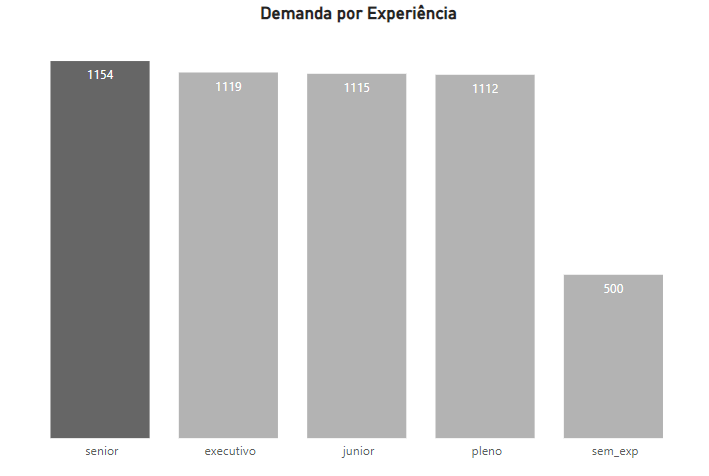 Demanda por Experiência
1154
1119
1115
1112
500
senior
executivo
junior
pleno
sem_exp